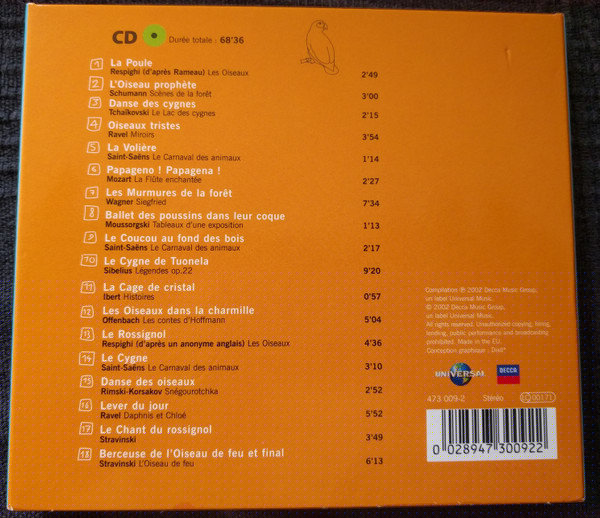 CD Durée totale : 68'36
1 La Poule
Respighi (d'après Rameau) Les Oiseaux 2'49
2 L'Oiseau prophète
Schumann Scènes de la forêt 3'00
3 Danse des cygnes
Tchaïkovski Le Lac des cygnes 2'15
4 Oiseaux tristes
Ravel Miroirs 3'54
5 La Volière
Saint-Saëns Le Carnaval des animaux 1'14
6 Papageno ! Papagena !
Mozart La Flûte enchantée 2'27
7 Les Murmures de la forêt
Wagner Siegfried 7'34
8 Ballet des poussins dans leur coque
Moussorgski Tableaux d'une exposition 1'13
9 Le Coucou au fond des bois
Saint-Saëns Le Carnaval des animaux 2'17
10 Le Cygne de Tuonela
Sibelius Légendes op.22 9'20
11 La Cage de cristal
Ibert Histoires 0'57
12 Les Oiseaux dans la charmille
Offenbach Les contes d'Hoffmann 5'04
13 Le Rossignol
Respighi (d'après un anonyme anglais) Les Oiseaux 4'36
14 Le Cygne
Saint-Saëns Le Carnaval des animaux 3'10
15 Danse des oiseaux
Rimski-Korsakov Snégourotchka 2'52
16 Lever du jour
Ravel Daphnis et Chloé 5'52
17 Le Chant du rossignol
Stravinski 3'49
18 Berceuse de l'Oiseau de feu et final
Stravinski L'Oiseau de feu 6'13
Compilation ℗ 2002 Decca Music Group,
un label Universal Music.
© 2002 Decca Music Group,
un label Universal Music.
All rights reserved. Unauthorized copying, hiring,
lending, public performance and broadcasting
prohibited. Made in the EU.
Conception graphique :
UNIVERSAL DECCA
473 009-2 Stéréo LC 00171
0 028947 300922